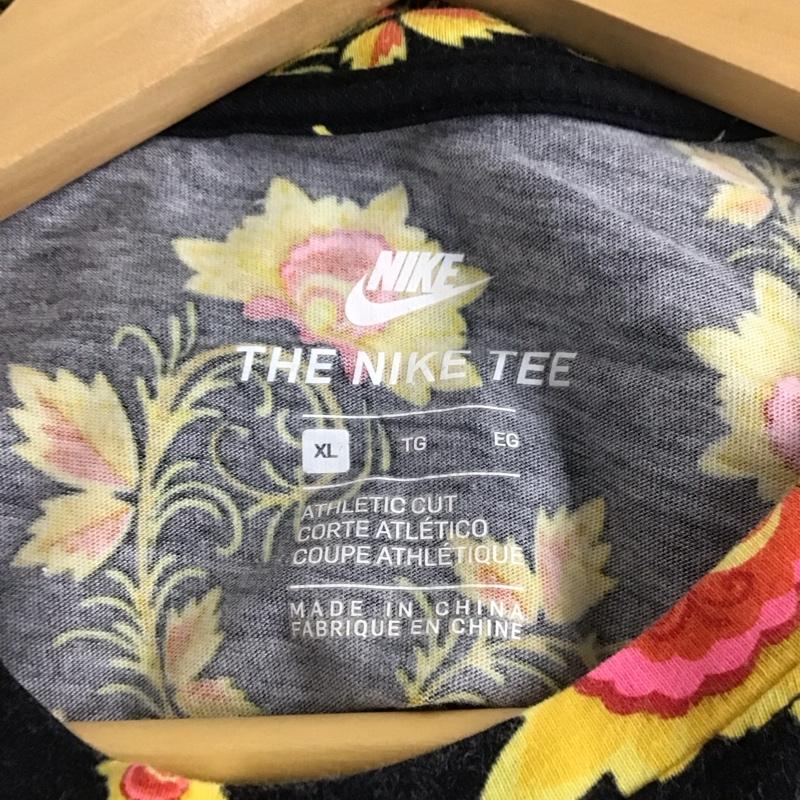 NIKE
THE NIKE TEE
XL TG EG
ATHLETIC CUT
CORTE ATLÉTICO
COUPE ATHLÉTIQUE
MADE IN CHINA
FABRIQUE EN CHINE